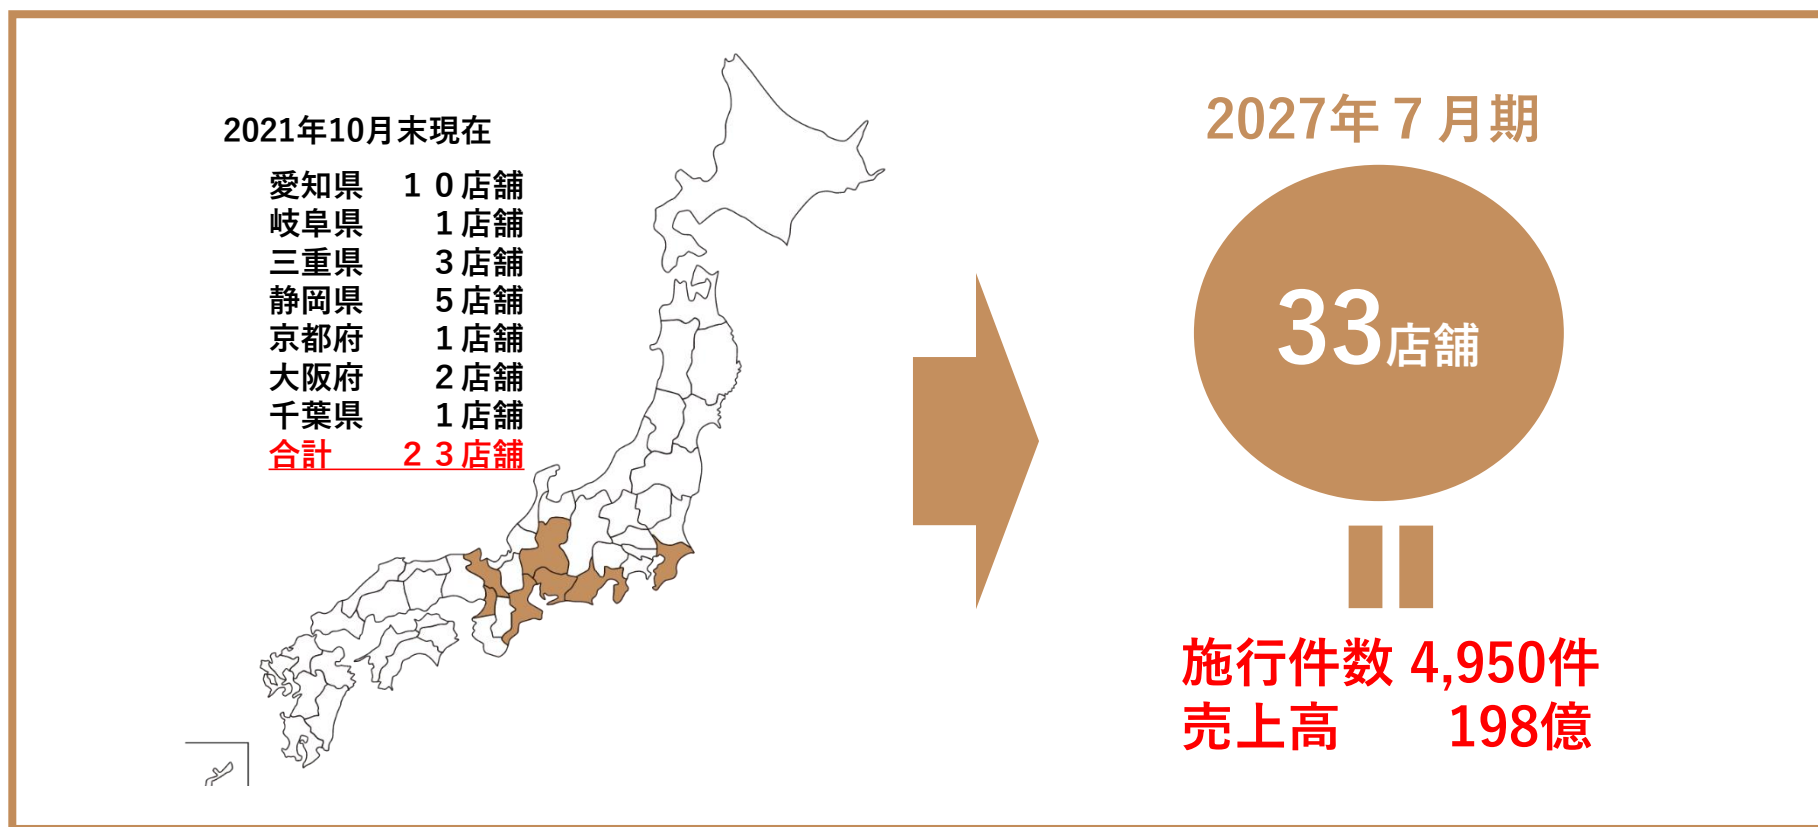 2021年10月末現在
愛知県　１０店舗
岐阜県　１店舗
三重県　３店舗
静岡県　５店舗
京都府　１店舗
大阪府　２店舗
千葉県　１店舗
合計　２３店舗
2027年７月期
33店舗
施行件数 4,950件
売上高　198億